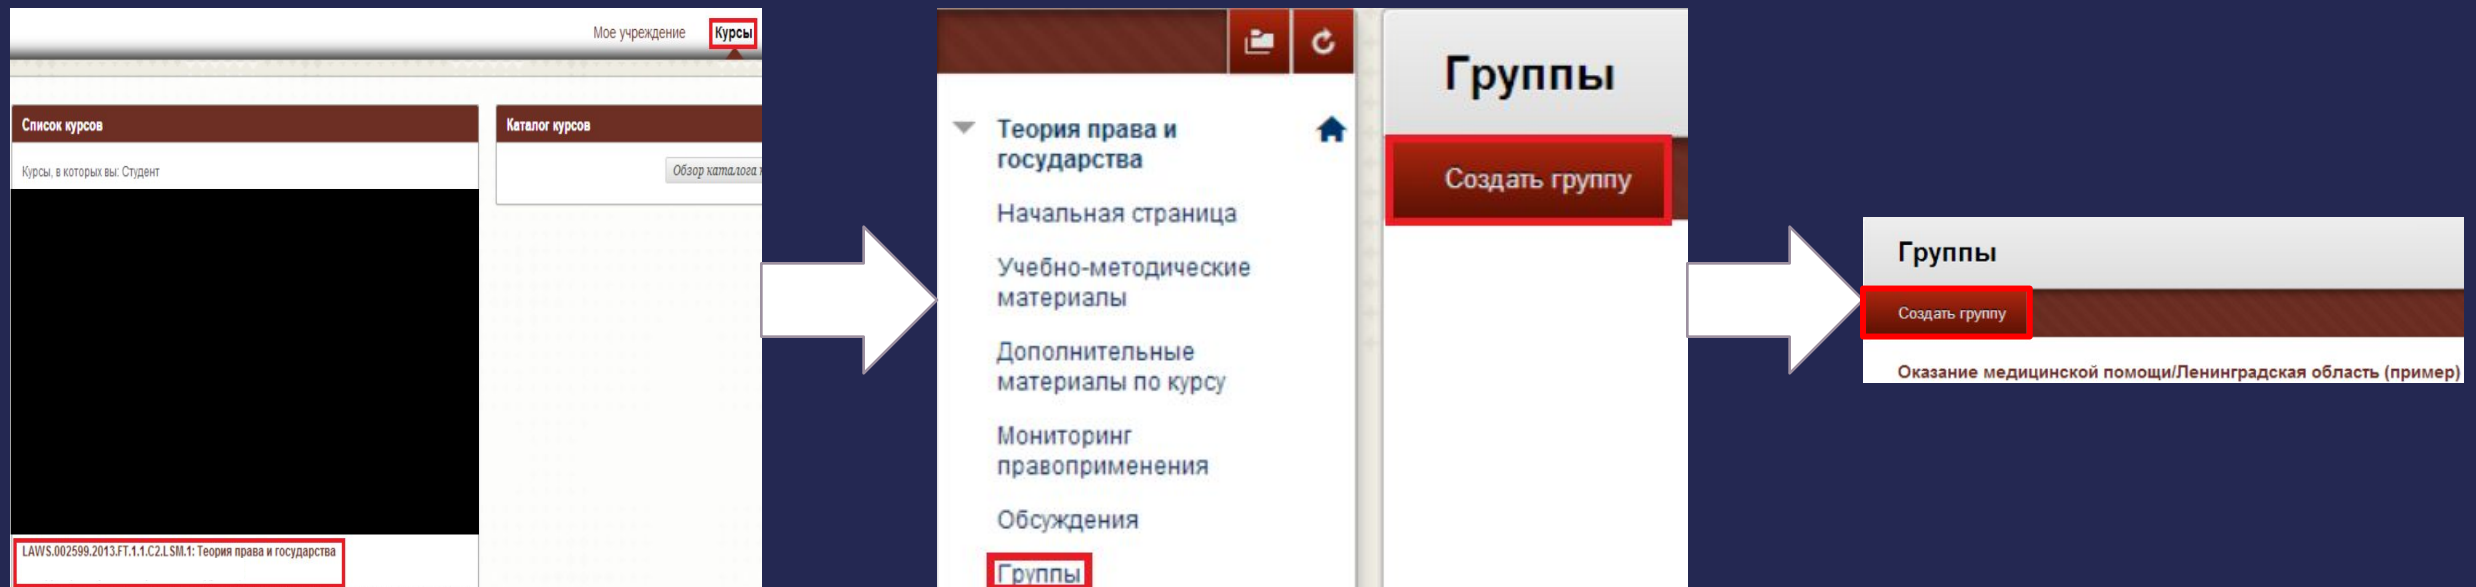 Мое учреждение Курсы
Список курсов
Курсы, в которых вы: Студент
LAWS.002599.2013.FT.1.1.C2.LSM.1: Теория права и государства
Каталог курсов
Обзор каталога
Теория права и
государства
Начальная страница
Учебно-методические
материалы
Дополнительные
материалы по курсу
Мониторинг
правоприменения
Обсуждения
Группы
Группы
Создать группу
Группы
Создать группу
Оказание медицинской помощи/Ленинградская область (пример)